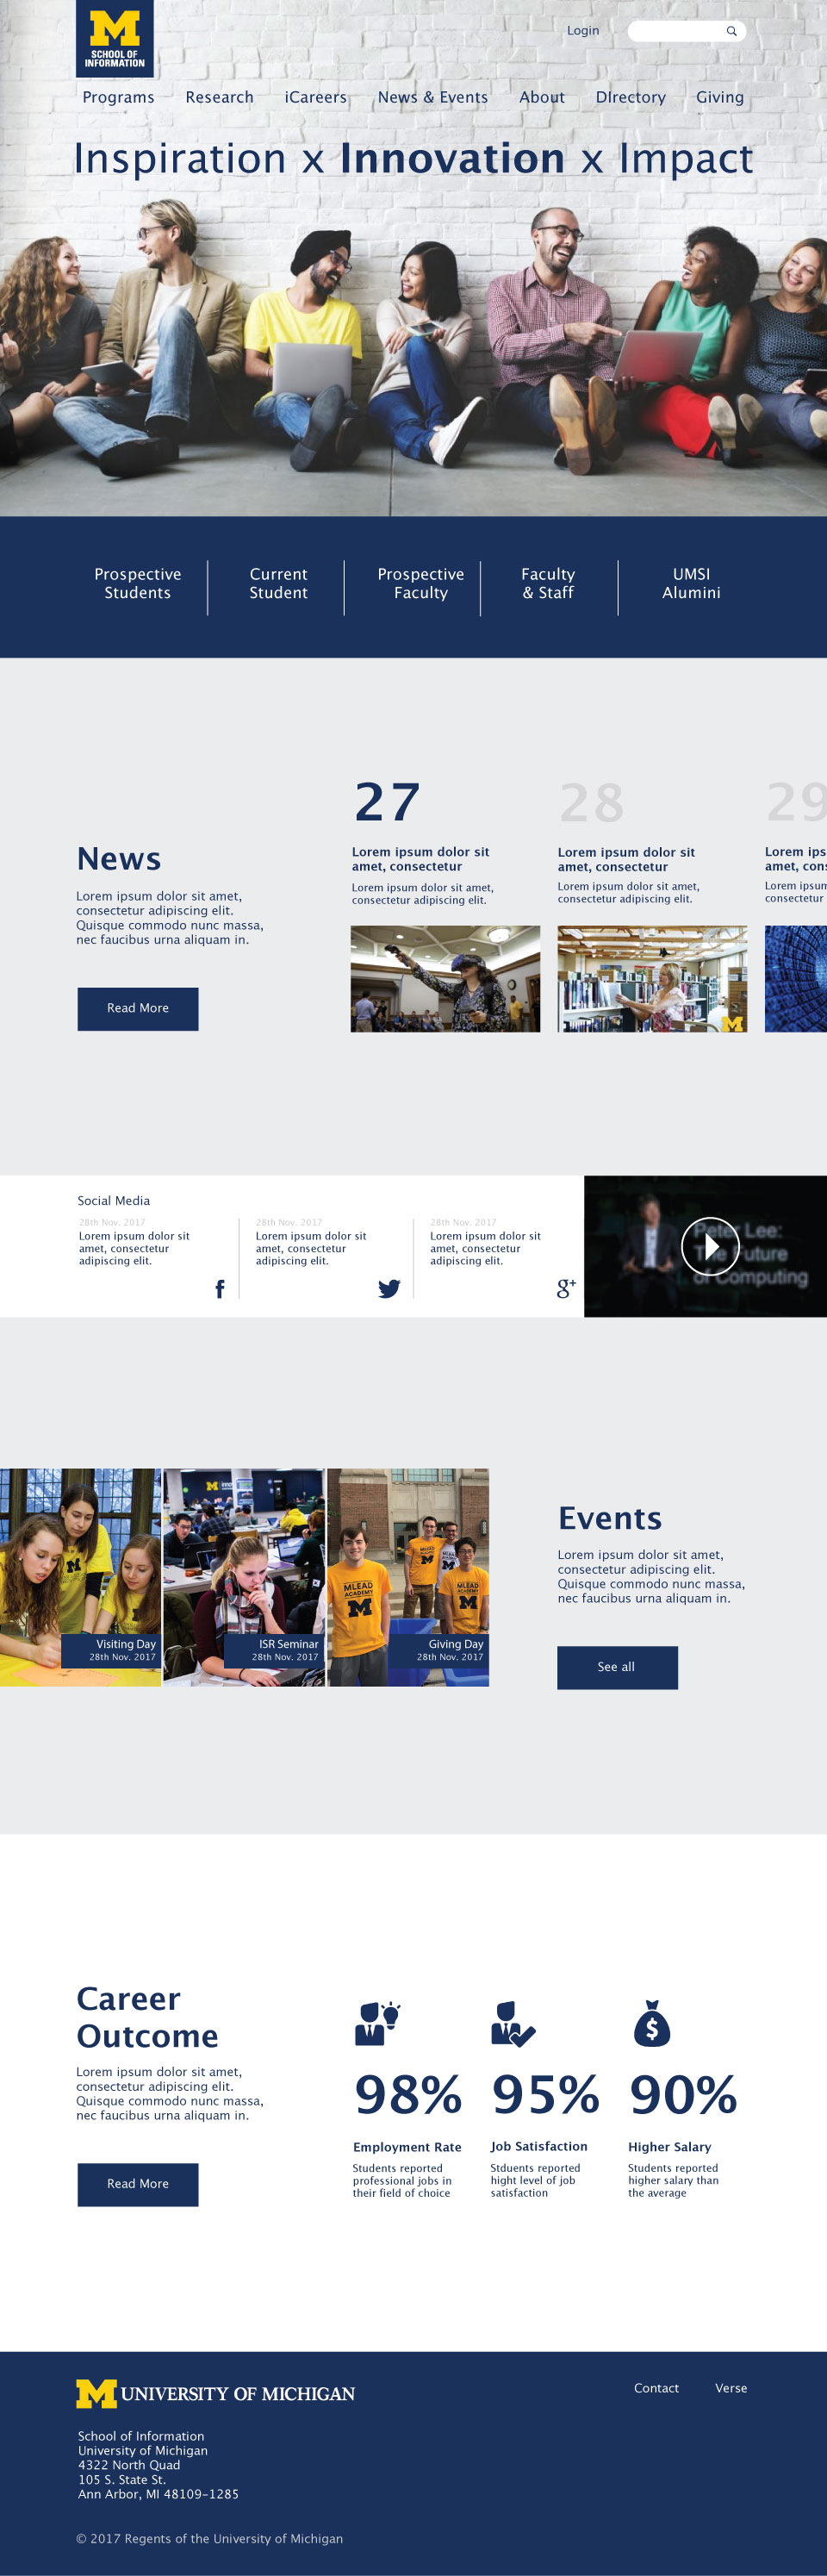 SCHOOL OF
INFORMATION
Login
Programs Research iCareers News & Events About DIrectory Giving
Inspiration x Innovation x Impact
Prospective
Students
Current
Student
Prospective
Faculty
Faculty
& Staff
UMSI
Alumini
News
Lorem ipsum dolor sit amet,
consectetur adipiscing elit.
Quisque commodo nunc massa,
nec faucibus urna aliquam in.
Read More
27
Lorem ipsum dolor sit
amet, consectetur
Lorem ipsum dolor sit amet,
consectetur adipiscing elit.
28
Lorem ipsum dolor sit
amet, consectetur
Lorem ipsum dolor sit amet,
consectetur adipiscing elit.
29
Lorem ips
amet, con
Lorem ipsum
consectetur
Social Media
28th Nov. 2017
Lorem ipsum dolor sit
amet, consectetur
adipiscing elit.
28th Nov. 2017
Lorem ipsum dolor sit
amet, consectetur
adipiscing elit.
28th Nov. 2017
Lorem ipsum dolor sit
amet, consectetur
adipiscing elit.
Peter Lee:
The Future
of Computing
MLEAD
ACADEMY
Visiting Day
28th Nov. 2017
ISR Seminar
28th Nov. 2017
Giving Day
28th Nov. 2017
Events
Lorem ipsum dolor sit amet,
consectetur adipiscing elit.
Quisque commodo nunc massa,
nec faucibus urna aliquam in.
See all
Career
Outcome
Lorem ipsum dolor sit amet,
consectetur adipiscing elit.
Quisque commodo nunc massa,
nec faucibus urna aliquam in.
Read More
98%
Employment Rate
Students reported
professional jobs in
their field of choice
95%
Job Satisfaction
Stduents reported
hight level of job
satisfaction
90%
Higher Salary
Students reported
higher salary than
the average
M UNIVERSITY OF MICHIGAN
Contact Verse
School of Information
University of Michigan
4322 North Quad
105 S. State St.
Ann Arbor, MI 48109-1285
© 2017 Regents of the University of Michigan